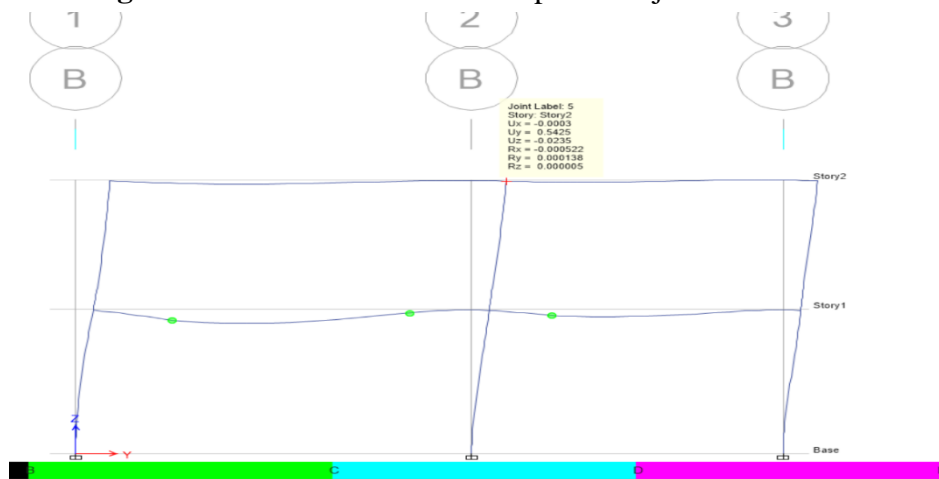 1 2 3
B B B
Joint Label: 5
Story: Story2
Ux = -0.0003
Uy = 0.5425
Uz = -0.0235
Rx = -0.000522
Ry = 0.000138
Rz = 0.000005
Story2
Story1
Z
Y
Base
B C D